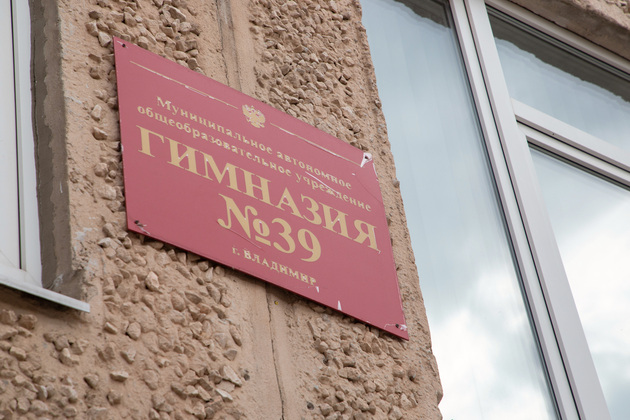 Муниципальное автономное
общеобразовательное учреждение
ГИМНАЗИЯ
№39
г. ВЛАДИМИР